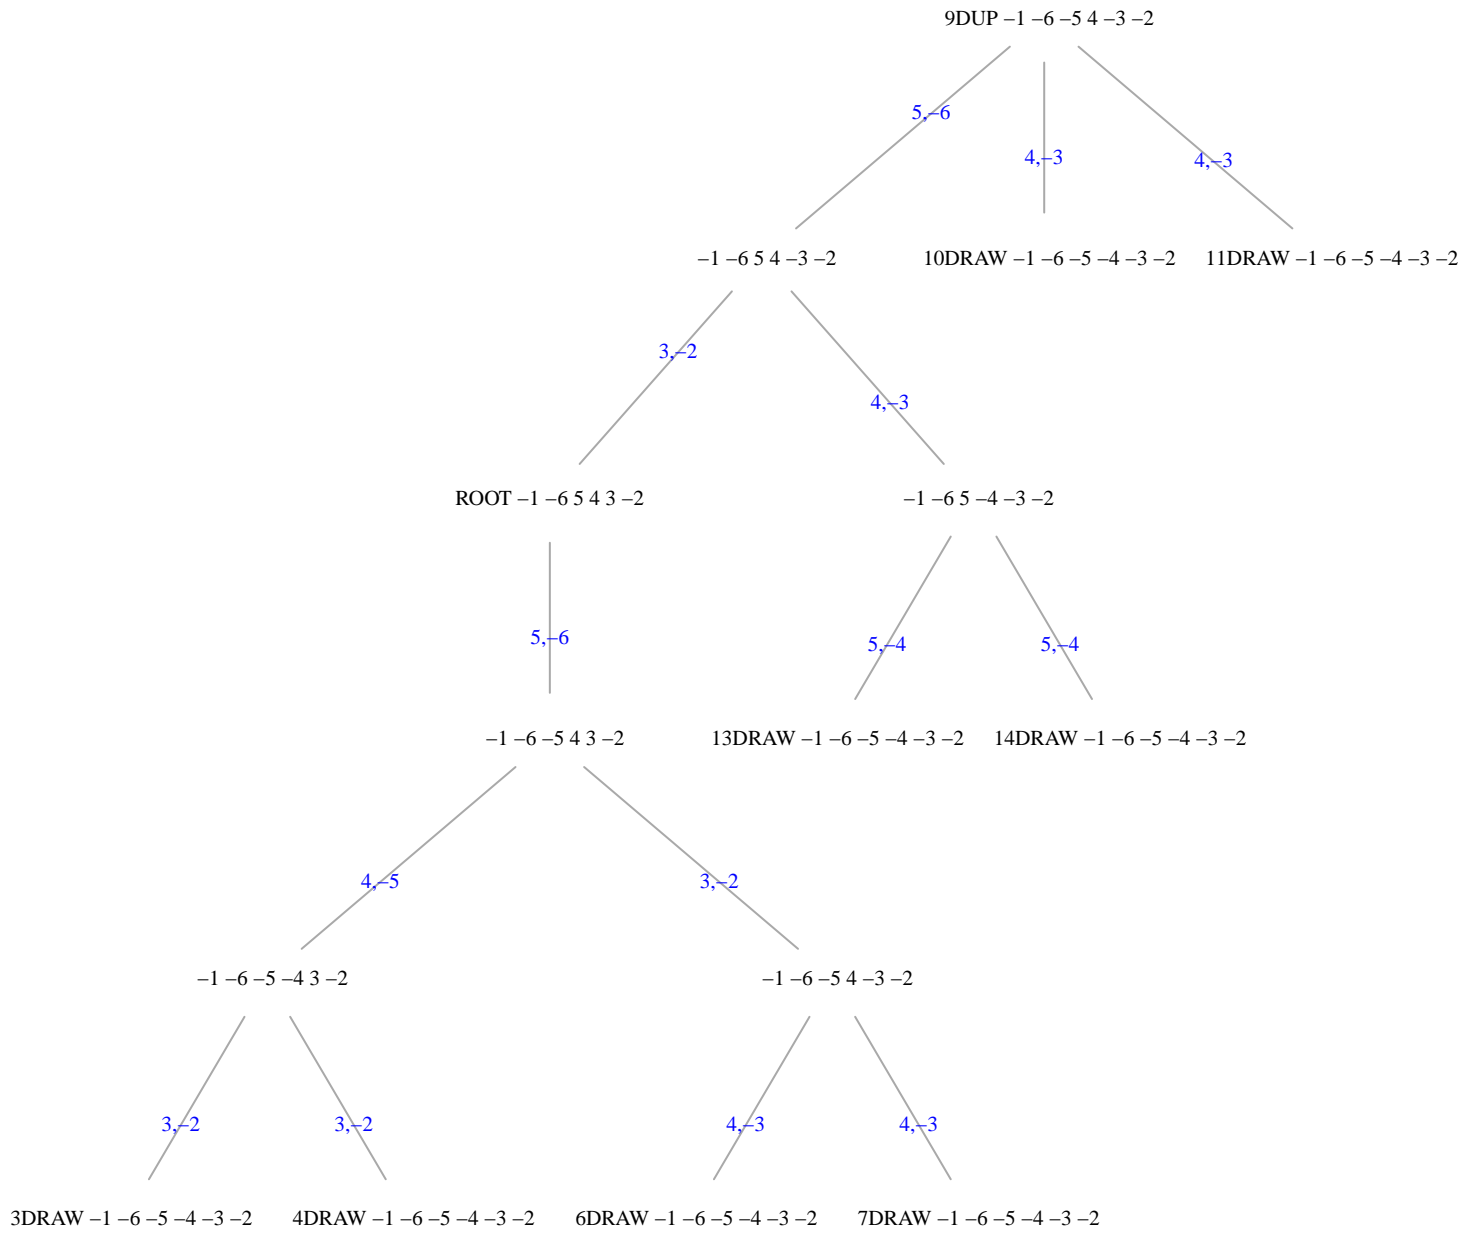 9DUP –1 –6 –5 4 –3 –2
5,–6
4,–3
4,–3
–1 –6 5 4 –3 –2
10DRAW –1 –6 –5 –4 –3 –2
11DRAW –1 –6 –5 –4 –3 –2
3,–2
4,–3
ROOT –1 –6 5 4 3 –2
–1 –6 5 –4 –3 –2
5,–6
5,–4
5,–4
–1 –6 –5 4 3 –2
13DRAW –1 –6 –5 –4 –3 –2
14DRAW –1 –6 –5 –4 –3 –2
4,–5
3,–2
–1 –6 –5 –4 3 –2
–1 –6 –5 4 –3 –2
3,–2
3,–2
4,–3
4,–3
3DRAW –1 –6 –5 –4 –3 –2
4DRAW –1 –6 –5 –4 –3 –2
6DRAW –1 –6 –5 –4 –3 –2
7DRAW –1 –6 –5 –4 –3 –2